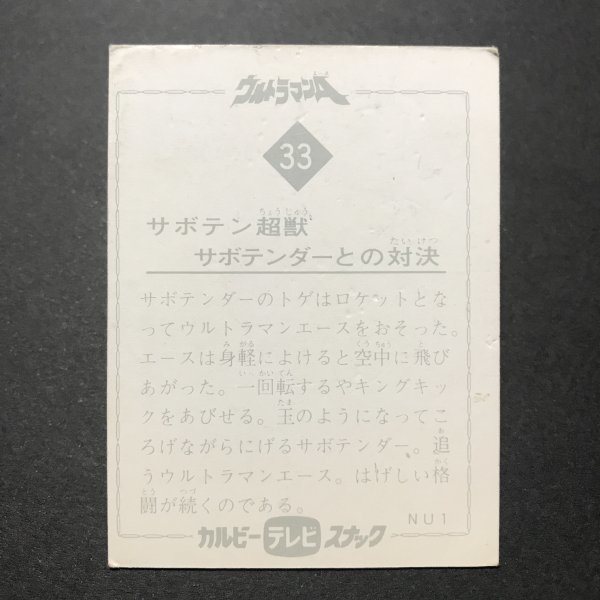 ウルトラマンA
33
サボテン超獣
サボテンダーとの対決
サボテンダーのトゲはロケットとな
ってウルトラマンエースをおそった。
エースは身軽によけると空中に飛び
あがった。一回転するやキングキッ
クをあびせる。玉のようになってこ
ろげながらにげるサボテンダー。追
うウルトラマンエース。はげしい格
闘が続くのである。
NU1
カルビー テレビ スナック